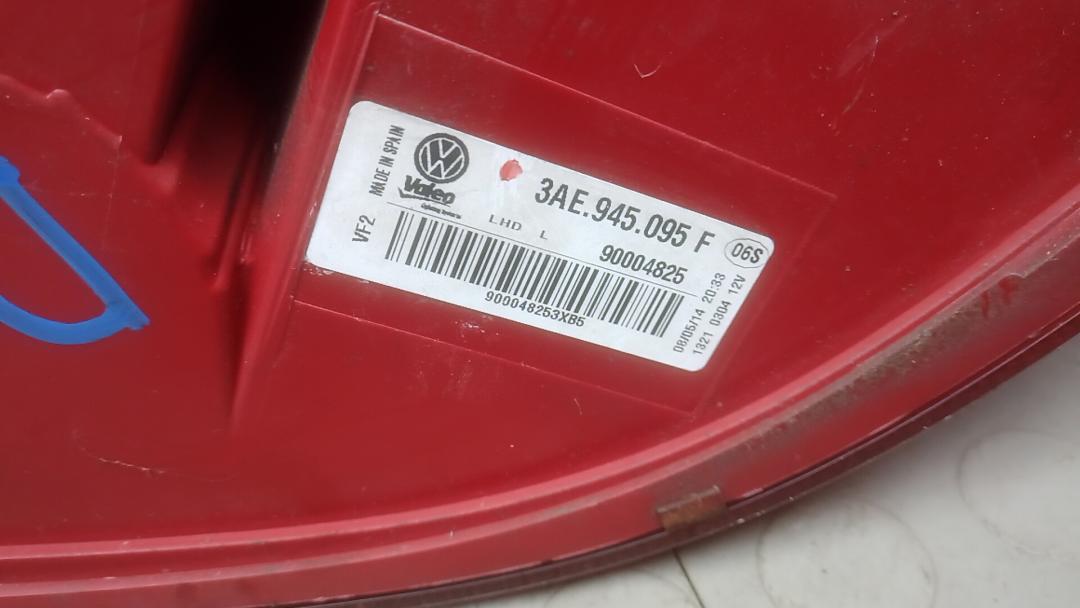 MADE IN SPAIN
Valeo
3AE.945.095 F
06S
VF2
LHD L
90004825
900048253XB5
08/05/14 20:33
1321 0304 12V